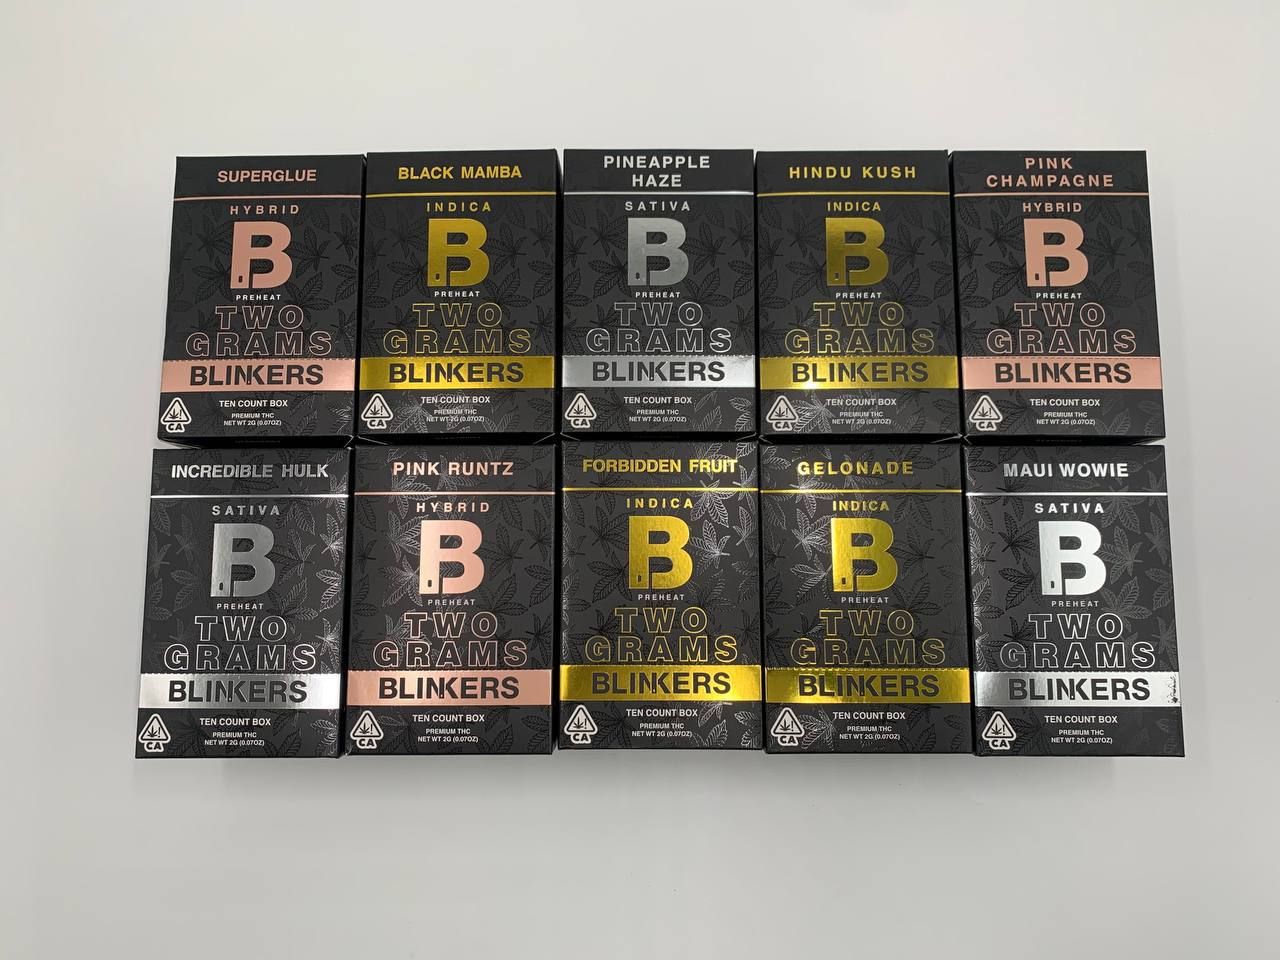 SUPERGLUE
HYBRID
B
PREHEAT
TWO
GRAMS
BLINKERS
TEN COUNT BOX
PREMIUM THC
NET WT 2G (0.07OZ)
CA
BLACK MAMBA
INDICA
B
PREHEAT
TWO
GRAMS
BLINKERS
TEN COUNT BOX
PREMIUM THC
NET WT 2G (0.07OZ)
CA
PINEAPPLE
HAZE
SATIVA
B
PREHEAT
TWO
GRAMS
BLINKERS
TEN COUNT BOX
PREMIUM THC
NET WT 2G (0.07OZ)
CA
HINDU KUSH
INDICA
B
PREHEAT
TWO
GRAMS
BLINKERS
TEN COUNT BOX
PREMIUM THC
NET WT 2G (0.07OZ)
CA
PINK
CHAMPAGNE
HYBRID
B
PREHEAT
TWO
GRAMS
BLINKERS
TEN COUNT BOX
PREMIUM THC
NET WT 2G (0.07OZ)
CA
INCREDIBLE HULK
SATIVA
B
PREHEAT
TWO
GRAMS
BLINKERS
TEN COUNT BOX
PREMIUM THC
NET WT 2G (0.07OZ)
CA
PINK RUNTZ
HYBRID
B
PREHEAT
TWO
GRAMS
BLINKERS
TEN COUNT BOX
PREMIUM THC
NET WT 2G (0.07OZ)
CA
FORBIDDEN FRUIT
INDICA
B
PREHEAT
TWO
GRAMS
BLINKERS
TEN COUNT BOX
PREMIUM THC
NET WT 2G (0.07OZ)
CA
GELONADE
INDICA
B
PREHEAT
TWO
GRAMS
BLINKERS
TEN COUNT BOX
PREMIUM THC
NET WT 2G (0.07OZ)
CA
MAUI WOWIE
SATIVA
B
PREHEAT
TWO
GRAMS
BLINKERS
TEN COUNT BOX
PREMIUM THC
NET WT 2G (0.07OZ)
CA